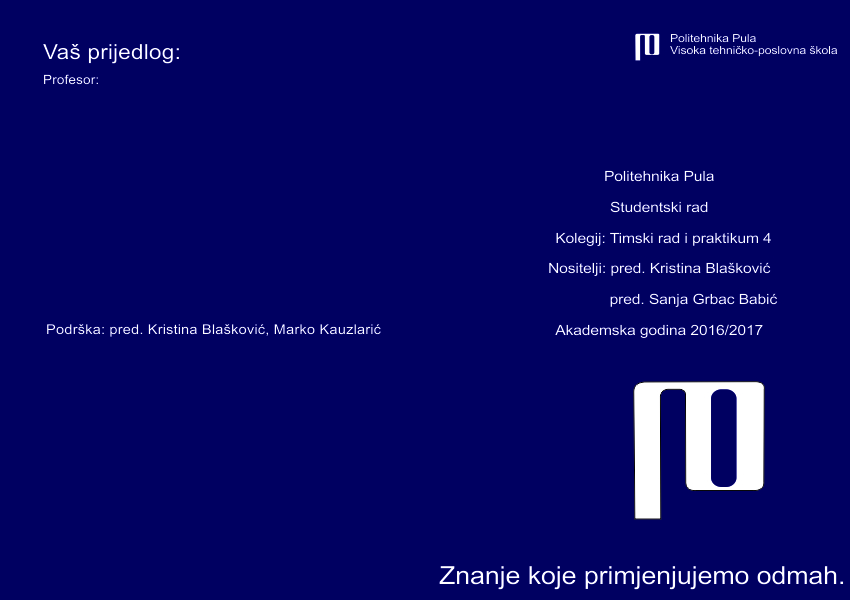 Vaš prijedlog:
Profesor:
Podrška: pred. Kristina Blašković, Marko Kauzlarić
Politehnika Pula
Visoka tehničko-poslovna škola
Politehnika Pula
Studentski rad
Kolegij: Timski rad i praktikum 4
Nositelji: pred. Kristina Blašković
pred. Sanja Grbac Babić
Akademska godina 2016/2017
Znanje koje primjenjujemo odmah.